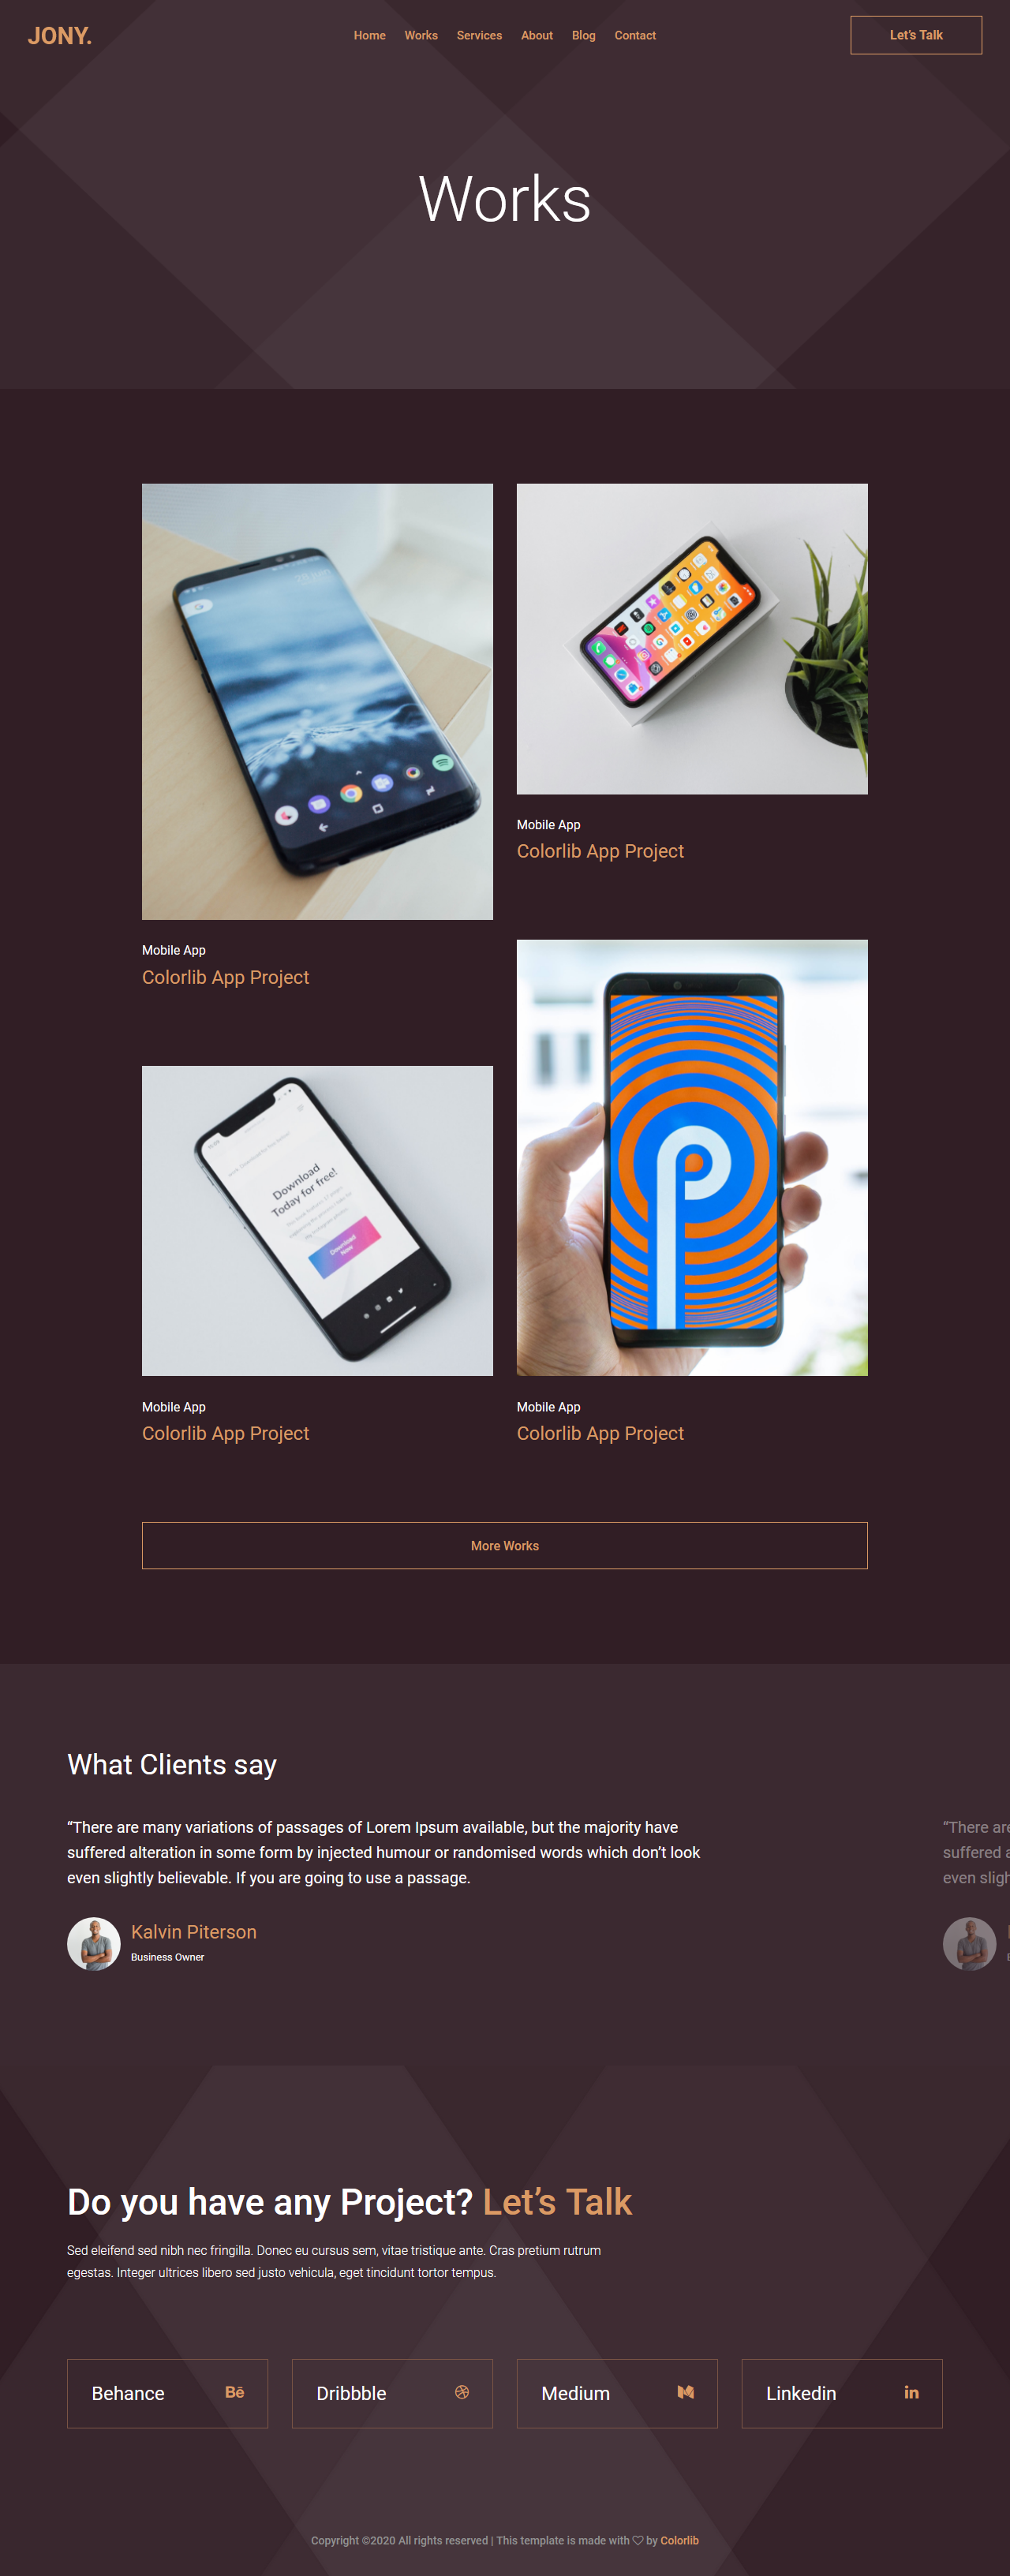 JONY.
Home Works Services About Blog Contact
Let's Talk
Works
Mobile App
Colorlib App Project
Mobile App
Colorlib App Project
Download
Today for free!
Download
Now
Mobile App
Colorlib App Project
Mobile App
Colorlib App Project
More Works
What Clients say
“There are many variations of passages of Lorem Ipsum available, but the majority have
suffered alteration in some form by injected humour or randomised words which don’t look
even slightly believable. If you are going to use a passage.
Kalvin Piterson
Business Owner
“There are
suffered a
even sligh
Do you have any Project? Let’s Talk
Sed eleifend sed nibh nec fringilla. Donec eu cursus sem, vitae tristique ante. Cras pretium rutrum
egestas. Integer ultrices libero sed justo vehicula, eget tincidunt tortor tempus.
Behance Bē
Dribbble
Medium
Linkedin in
Copyright ©2020 All rights reserved | This template is made with ♡ by Colorlib